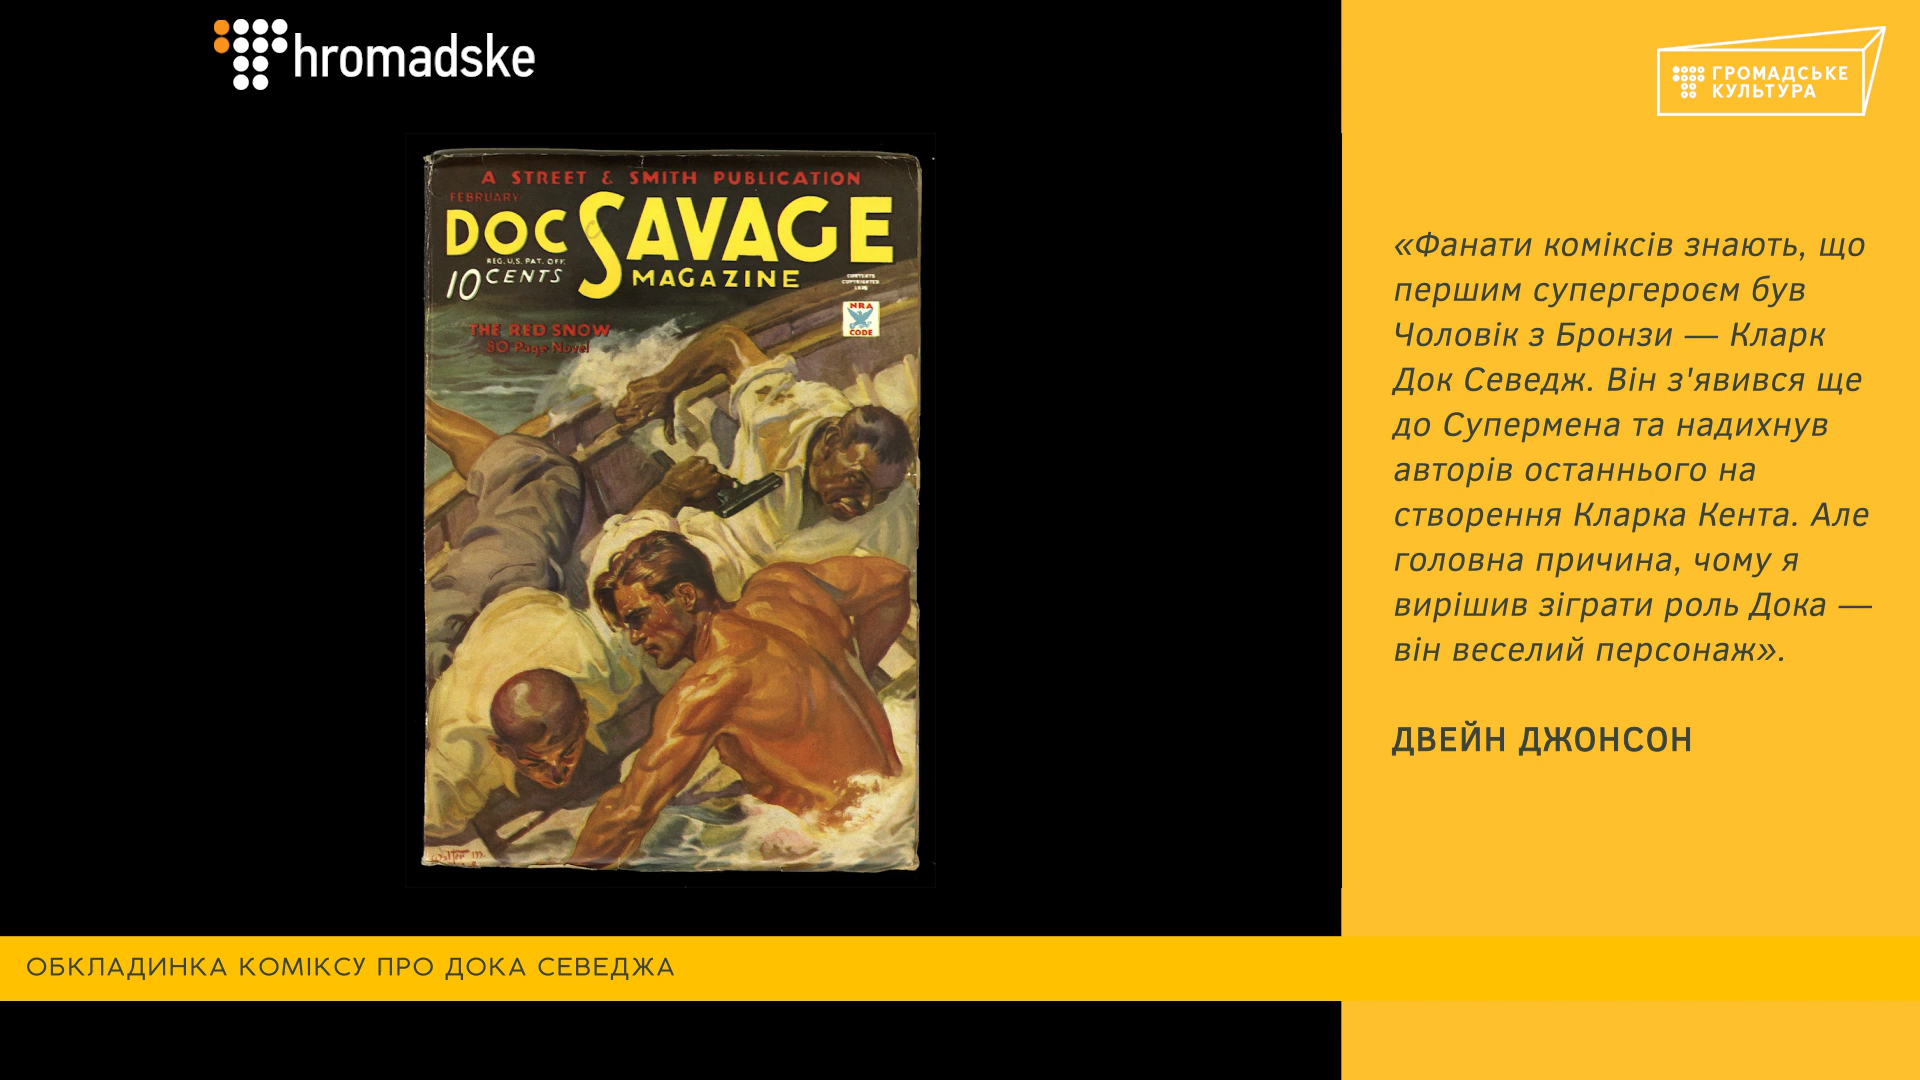 hromadske
ГРОМАДСЬКЕ
КУЛЬТУРА
A STREET & SMITH PUBLICATION
FEBRUARY
DOC SAVAGE
REG. U.S. PAT. OFF.
10 CENTS
MAGAZINE
CONTENTS
COPYRIGHTED
NRA
CODE
THE RED SNOW
80 Page Novel
«Фанати коміксів знають, що
першим супергероєм був
Чоловік з Бронзи — Кларк
Док Севедж. Він з'явився ще
до Супермена та надихнув
авторів останнього на
створення Кларка Кента. Але
головна причина, чому я
вирішив зіграти роль Дока —
він веселий персонаж».
ДВЕЙН ДЖОНСОН
ОБКЛАДИНКА КОМІКСУ ПРО ДОКА СЕВЕДЖА